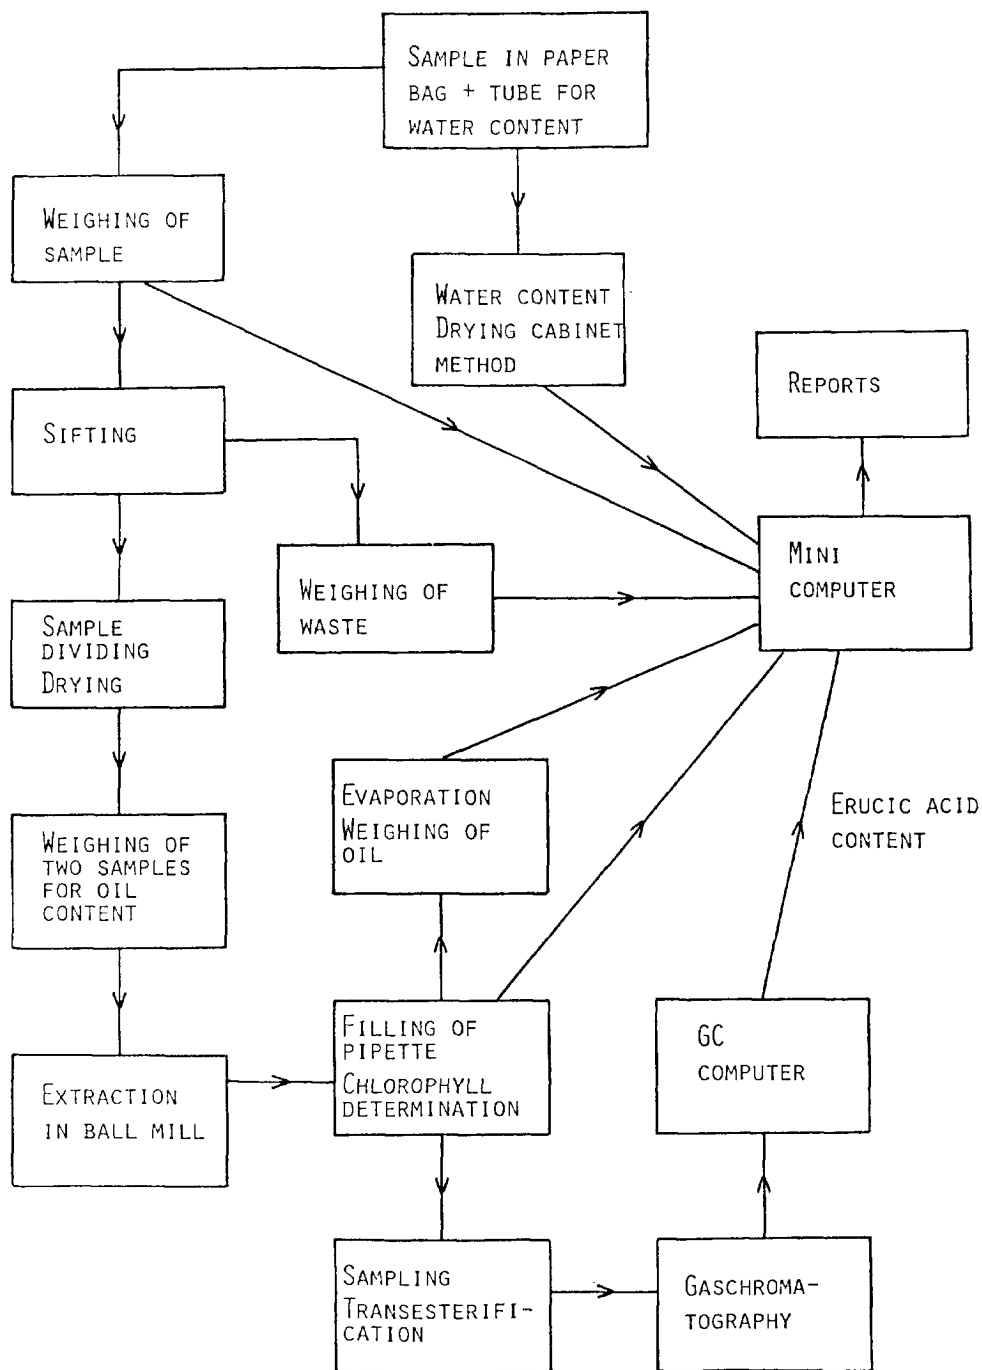 SAMPLE IN PAPER
BAG + TUBE FOR
WATER CONTENT
WEIGHING OF
SAMPLE
WATER CONTENT
DRYING CABINET
METHOD
REPORTS
SIFTING
MINI
COMPUTER
WEIGHING OF
WASTE
SAMPLE
DIVIDING
DRYING
EVAPORATION
WEIGHING OF
OIL
ERUCIC ACID
CONTENT
WEIGHING OF
TWO SAMPLES
FOR OIL
CONTENT
FILLING OF
PIPETTE
CHLOROPHYLL
DETERMINATION
GC
COMPUTER
EXTRACTION
IN BALL MILL
SAMPLING
TRANSESTERIFI-
CATION
GASCHROMA-
TOGRAPHY